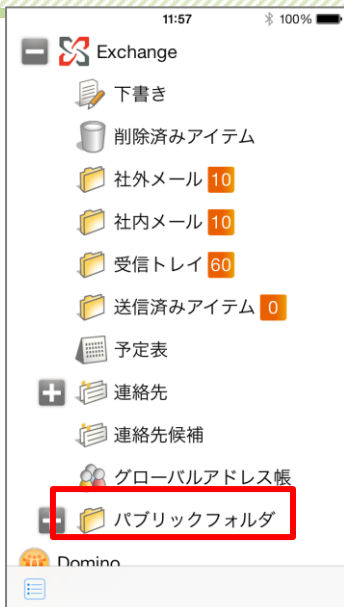 11:57 100%
Exchange
下書き
削除済みアイテム
社外メール 10
社内メール 10
受信トレイ 60
送信済みアイテム 0
予定表
連絡先
連絡先候補
グローバルアドレス帳
パブリックフォルダ
Domino